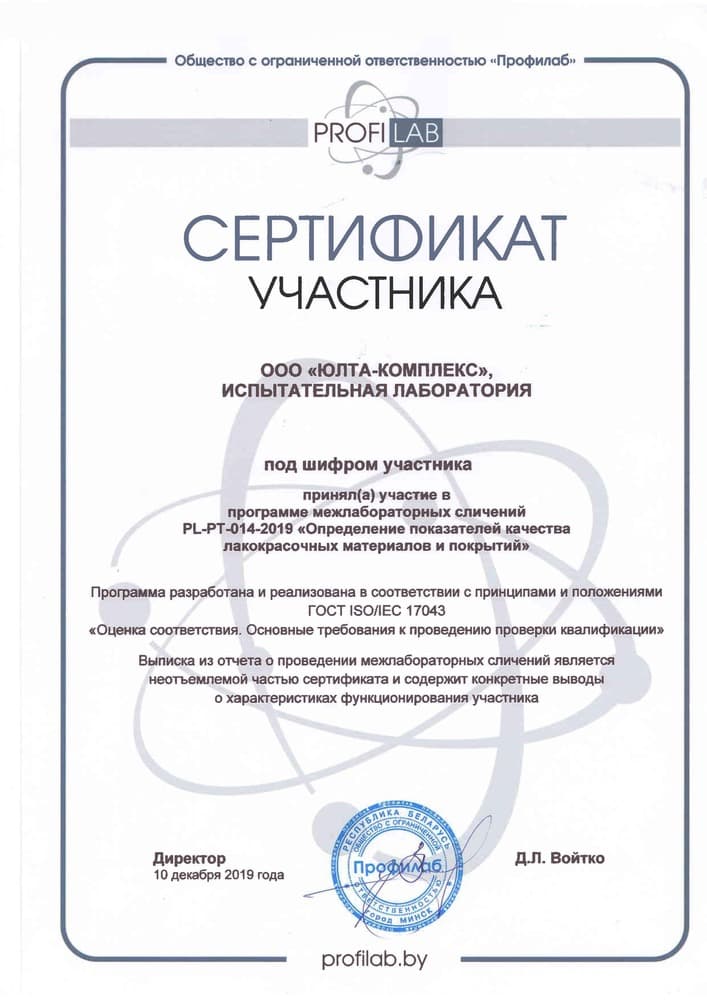 Общество с ограниченной ответственностью «Профилаб»
PROFILAB
СЕРТИФИКАТ
УЧАСТНИКА
ООО «ЮЛТА-КОМПЛЕКС»,
ИСПЫТАТЕЛЬНАЯ ЛАБОРАТОРИЯ
под шифром участника
принял(а) участие в
программе межлабораторных сличений
PL-PT-014-2019 «Определение показателей качества
лакокрасочных материалов и покрытий»
Программа разработана и реализована в соответствии с принципами и положениями
ГОСТ ISO/IEC 17043
«Оценка соответствия. Основные требования к проведению проверки квалификации»
Выписка из отчета о проведении межлабораторных сличений является
неотъемлемой частью сертификата и содержит конкретные выводы
о характеристиках функционирования участника
РЕСПУБЛИКА БЕЛАРУСЬ
ОБЩЕСТВО С ОГРАНИЧЕННОЙ
Профилаб
ОТВЕТСТВЕННОСТЬЮ
ГОРОД МИНСК
Директор
Д.Л. Войтко
10 декабря 2019 года
profilab.by